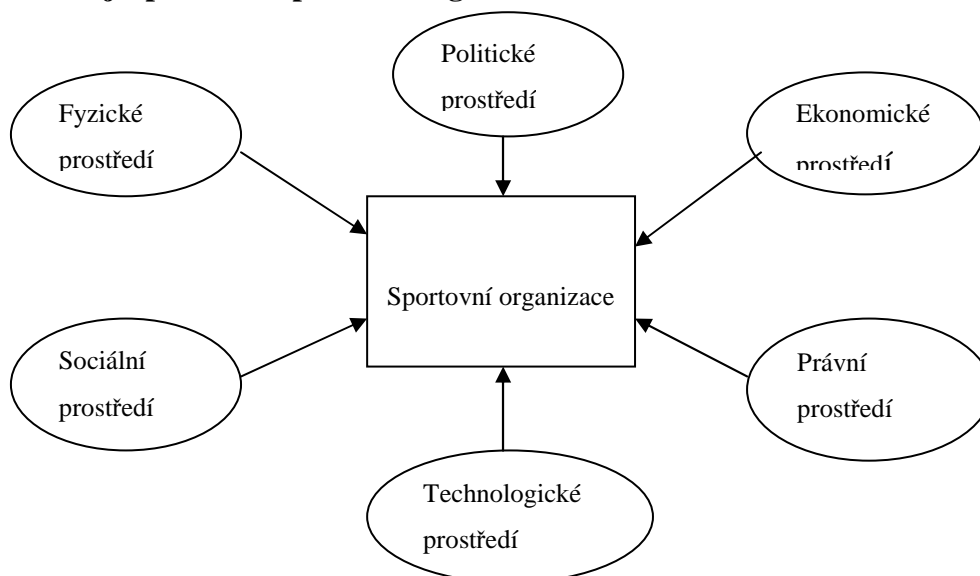 Politické
prostředí
Fyzické
prostředí
Ekonomické
prostředí
Sportovní organizace
Sociální
prostředí
Právní
prostředí
Technologické
prostředí